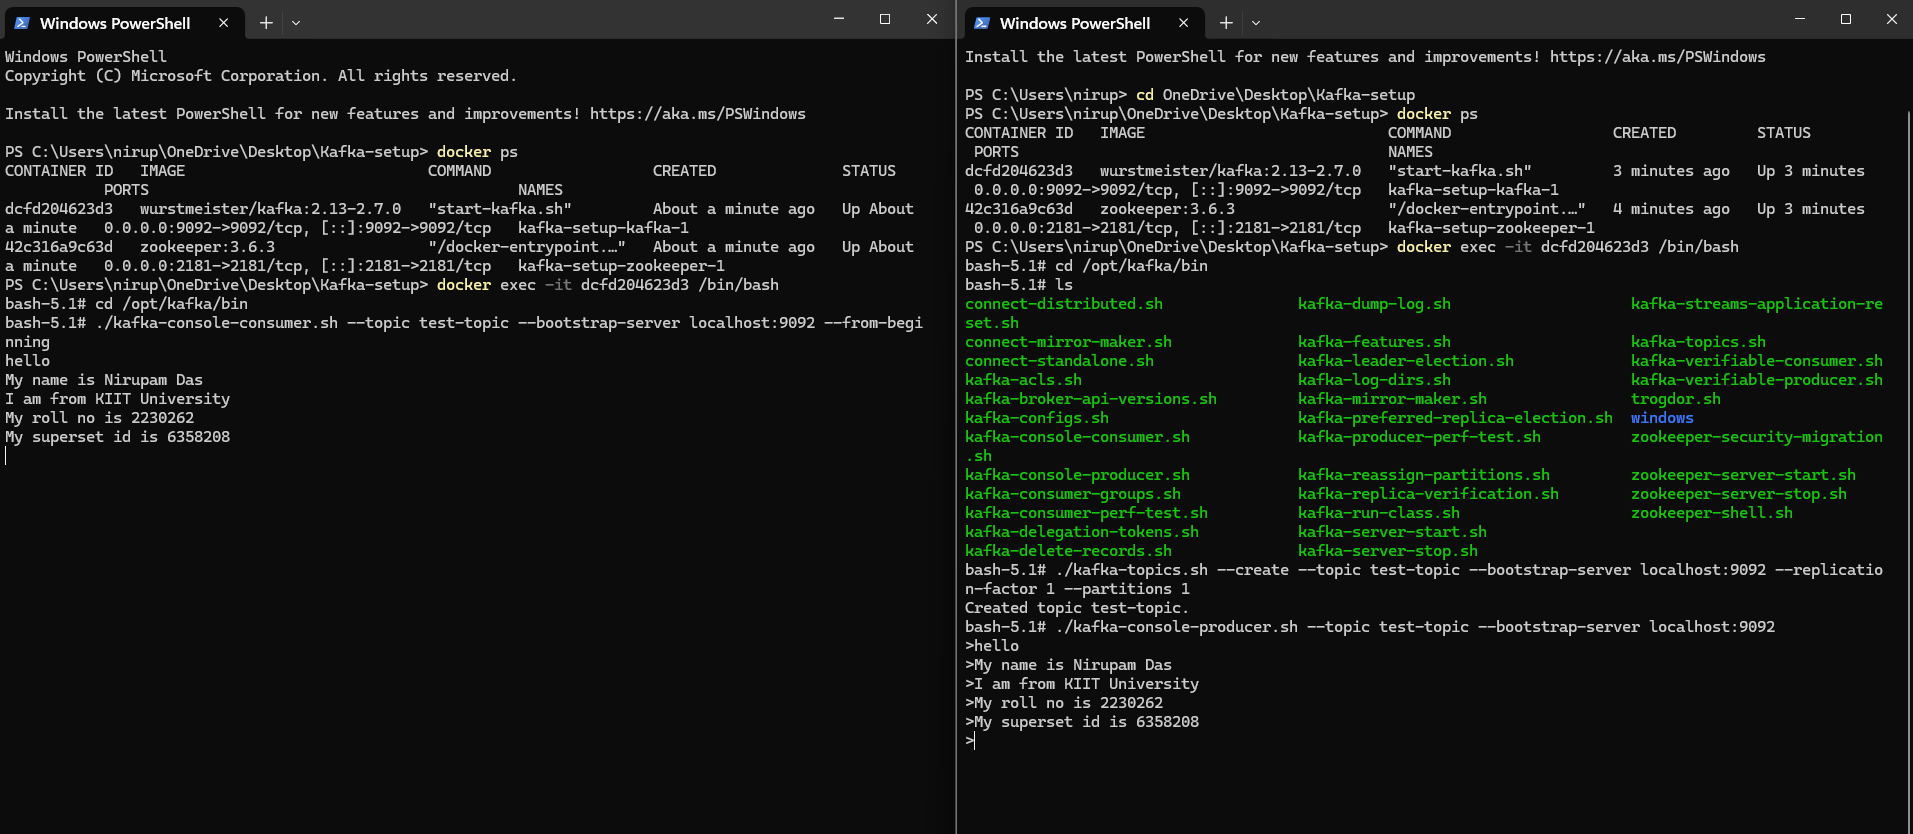 Windows PowerShell
Windows PowerShell
Copyright (C) Microsoft Corporation. All rights reserved.
Install the latest PowerShell for new features and improvements! https://aka.ms/PSWindows
PS C:\Users\nirup\OneDrive\Desktop\Kafka-setup> docker ps
CONTAINER ID   IMAGE                           COMMAND                  CREATED              STATUS
           PORTS                                         NAMES
dcfd204623d3   wurstmeister/kafka:2.13-2.7.0   "start-kafka.sh"         About a minute ago   Up About
a minute   0.0.0.0:9092->9092/tcp, [::]:9092->9092/tcp   kafka-setup-kafka-1
42c316a9c63d   zookeeper:3.6.3                 "/docker-entrypoint.…"   About a minute ago   Up About
a minute   0.0.0.0:2181->2181/tcp, [::]:2181->2181/tcp   kafka-setup-zookeeper-1
PS C:\Users\nirup\OneDrive\Desktop\Kafka-setup> docker exec -it dcfd204623d3 /bin/bash
bash-5.1# cd /opt/kafka/bin
bash-5.1# ./kafka-console-consumer.sh --topic test-topic --bootstrap-server localhost:9092 --from-begi
nning
hello
My name is Nirupam Das
I am from KIIT University
My roll no is 2230262
My superset id is 6358208
Windows PowerShell
Install the latest PowerShell for new features and improvements! https://aka.ms/PSWindows
PS C:\Users\nirup> cd OneDrive\Desktop\Kafka-setup
PS C:\Users\nirup\OneDrive\Desktop\Kafka-setup> docker ps
CONTAINER ID   IMAGE                           COMMAND                  CREATED         STATUS
 PORTS                                         NAMES
dcfd204623d3   wurstmeister/kafka:2.13-2.7.0   "start-kafka.sh"         3 minutes ago   Up 3 minutes
 0.0.0.0:9092->9092/tcp, [::]:9092->9092/tcp   kafka-setup-kafka-1
42c316a9c63d   zookeeper:3.6.3                 "/docker-entrypoint.…"   4 minutes ago   Up 3 minutes
 0.0.0.0:2181->2181/tcp, [::]:2181->2181/tcp   kafka-setup-zookeeper-1
PS C:\Users\nirup\OneDrive\Desktop\Kafka-setup> docker exec -it dcfd204623d3 /bin/bash
bash-5.1# cd /opt/kafka/bin
bash-5.1# ls
connect-distributed.sh               kafka-dump-log.sh                    kafka-streams-application-re
set.sh
connect-mirror-maker.sh              kafka-features.sh                    kafka-topics.sh
connect-standalone.sh                kafka-leader-election.sh             kafka-verifiable-consumer.sh
kafka-acls.sh                        kafka-log-dirs.sh                    kafka-verifiable-producer.sh
kafka-broker-api-versions.sh         kafka-mirror-maker.sh                trogdor.sh
kafka-configs.sh                     kafka-preferred-replica-election.sh  windows
kafka-console-consumer.sh            kafka-producer-perf-test.sh          zookeeper-security-migration
.sh
kafka-console-producer.sh            kafka-reassign-partitions.sh         zookeeper-server-start.sh
kafka-consumer-groups.sh             kafka-replica-verification.sh        zookeeper-server-stop.sh
kafka-consumer-perf-test.sh          kafka-run-class.sh                   zookeeper-shell.sh
kafka-delegation-tokens.sh           kafka-server-start.sh
kafka-delete-records.sh              kafka-server-stop.sh
bash-5.1# ./kafka-topics.sh --create --topic test-topic --bootstrap-server localhost:9092 --replicatio
n-factor 1 --partitions 1
Created topic test-topic.
bash-5.1# ./kafka-console-producer.sh --topic test-topic --bootstrap-server localhost:9092
>hello
>My name is Nirupam Das
>I am from KIIT University
>My roll no is 2230262
>My superset id is 6358208
>